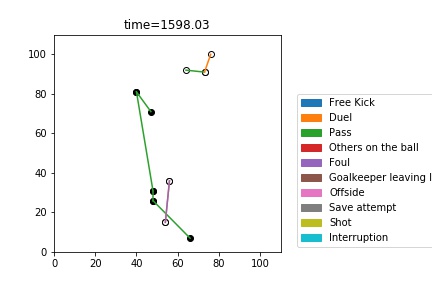 time=1598.03
100
80
60
40
20
0
0 20 40 60 80 100
Free Kick
Duel
Pass
Others on the ball
Foul
Goalkeeper leaving l
Offside
Save attempt
Shot
Interruption